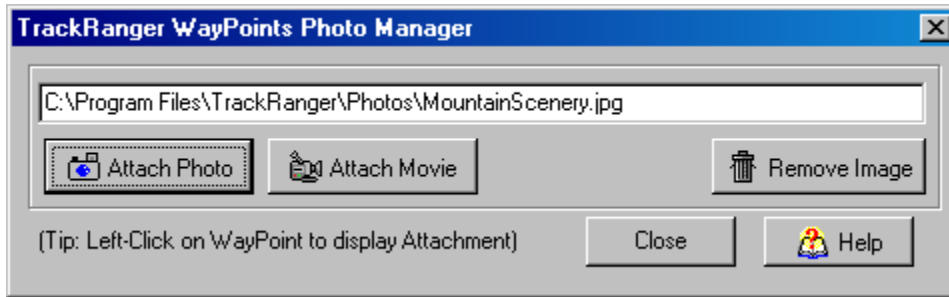 TrackRanger WayPoints Photo Manager
C:\Program Files\TrackRanger\Photos\MountainScenery.jpg
Attach Photo Attach Movie Remove Image
(Tip: Left-Click on WayPoint to display Attachment) Close Help